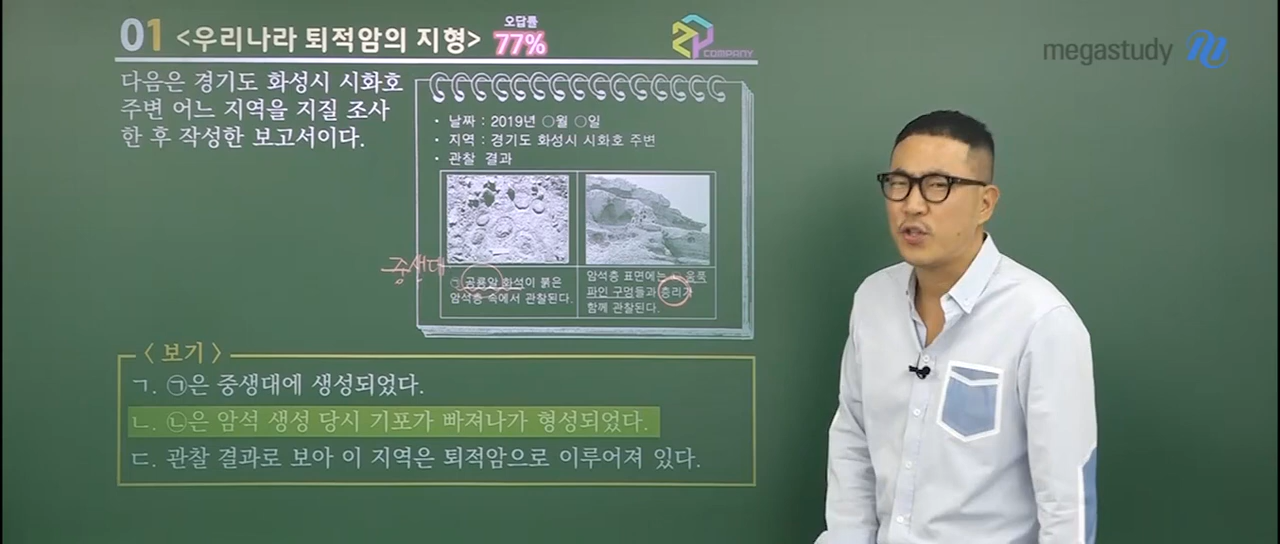 01 <우리나라 퇴적암의 지형> 오답률 77%
COMPANY
megastudy
다음은 경기도 화성시 시화호
주변 어느 지역을 지질 조사
한 후 작성한 보고서이다.
• 날짜 : 2019년 ○월 ○일
• 지역 : 경기도 화성시 시화호 주변
• 관찰 결과
중생대
㉠ 공룡알 화석이 붉은
암석층 속에서 관찰된다.
암석층 표면에는 ㉡ 움푹
파인 구멍들과 층리가
함께 관찰된다.
〈 보기 〉
ㄱ. ㉠은 중생대에 생성되었다.
ㄴ. ㉡은 암석 생성 당시 기포가 빠져나가 형성되었다.
ㄷ. 관찰 결과로 보아 이 지역은 퇴적암으로 이루어져 있다.